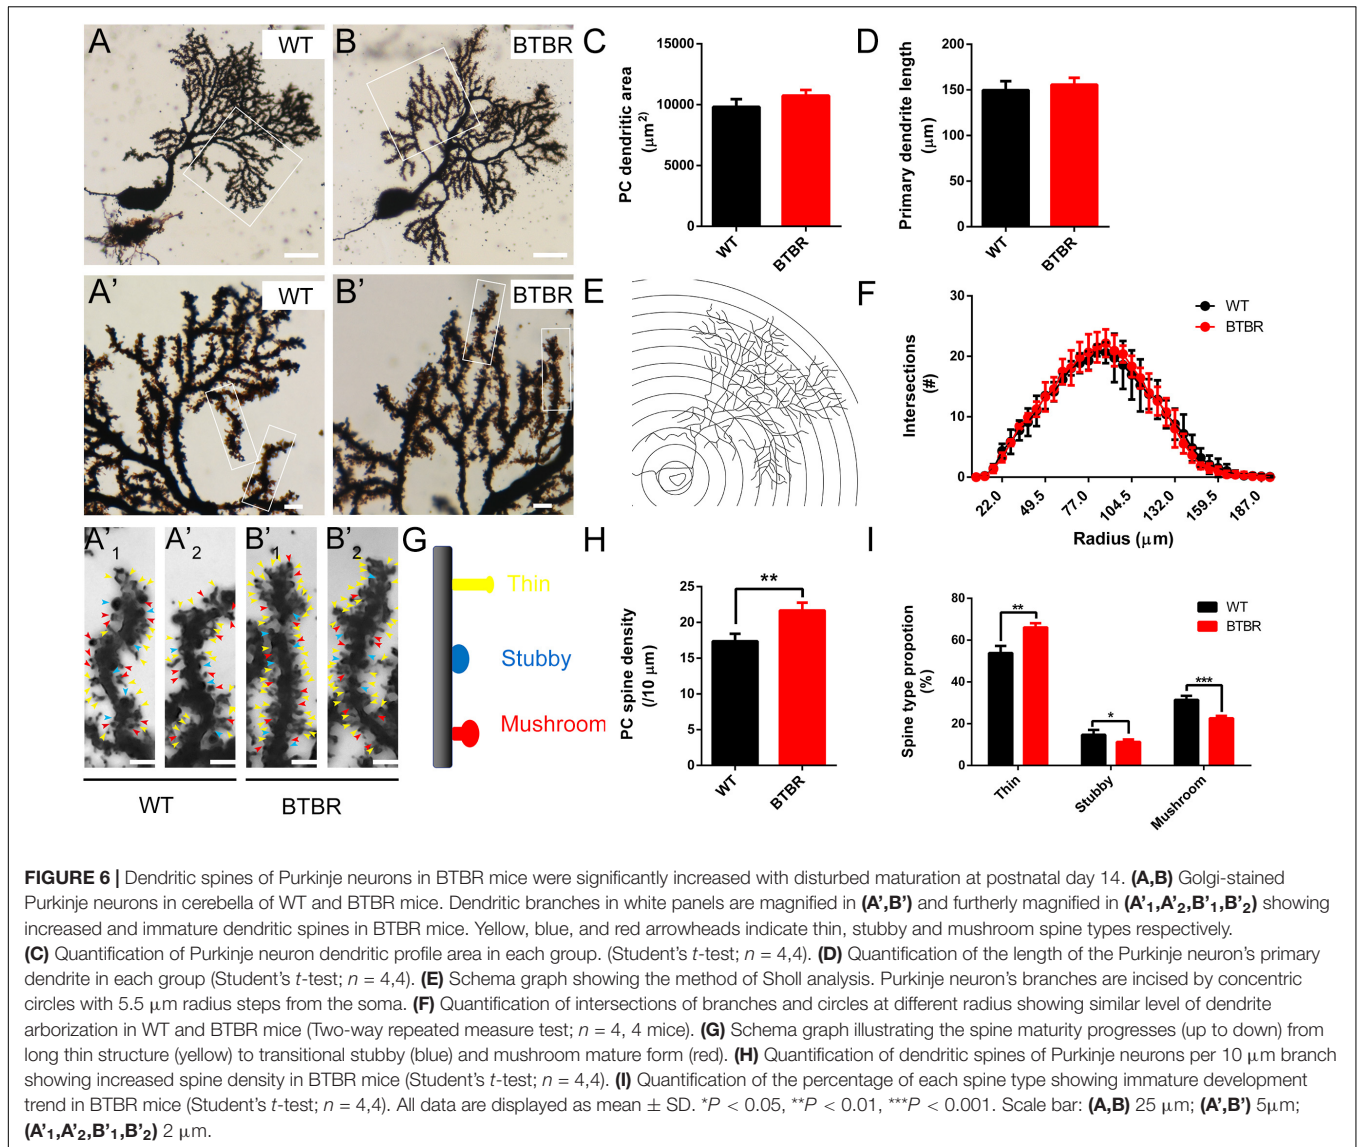 A
WT
B
BTBR
C
15000
10000
5000
0
PC dendritic area
(μm²)
WT
BTBR
D
200
150
100
50
0
Primary dendrite length
(μm)
WT
BTBR
A'
WT
B'
BTBR
E
F
30
20
10
0
Intersections
(#)
WT
BTBR
22.0
49.5
77.0
104.5
132.0
159.5
187.0
Radius (μm)
A'1
A'2
B'1
B'2
WT
BTBR
G
Thin
Stubby
Mushroom
H
25
20
15
10
5
0
PC spine density
(/10 μm)
**
WT
BTBR
I
80
60
40
20
0
Spine type propotion
(%)
WT
BTBR
**
*
***
Thin
Stubby
Mushroom
FIGURE 6 | Dendritic spines of Purkinje neurons in BTBR mice were significantly increased with disturbed maturation at postnatal day 14. (A,B) Golgi-stained
Purkinje neurons in cerebella of WT and BTBR mice. Dendritic branches in white panels are magnified in (A',B') and furtherly magnified in (A'1,A'2,B'1,B'2) showing
increased and immature dendritic spines in BTBR mice. Yellow, blue, and red arrowheads indicate thin, stubby and mushroom spine types respectively.
(C) Quantification of Purkinje neuron dendritic profile area in each group. (Student's t-test; n = 4,4). (D) Quantification of the length of the Purkinje neuron's primary
dendrite in each group (Student's t-test; n = 4,4). (E) Schema graph showing the method of Sholl analysis. Purkinje neuron's branches are incised by concentric
circles with 5.5 μm radius steps from the soma. (F) Quantification of intersections of branches and circles at different radius showing similar level of dendrite
arborization in WT and BTBR mice (Two-way repeated measure test; n = 4, 4 mice). (G) Schema graph illustrating the spine maturity progresses (up to down) from
long thin structure (yellow) to transitional stubby (blue) and mushroom mature form (red). (H) Quantification of dendritic spines of Purkinje neurons per 10 μm branch
showing increased spine density in BTBR mice (Student's t-test; n = 4,4). (I) Quantification of the percentage of each spine type showing immature development
trend in BTBR mice (Student's t-test; n = 4,4). All data are displayed as mean ± SD. *P < 0.05, **P < 0.01, ***P < 0.001. Scale bar: (A,B) 25 μm; (A',B') 5μm;
(A'1,A'2,B'1,B'2) 2 μm.